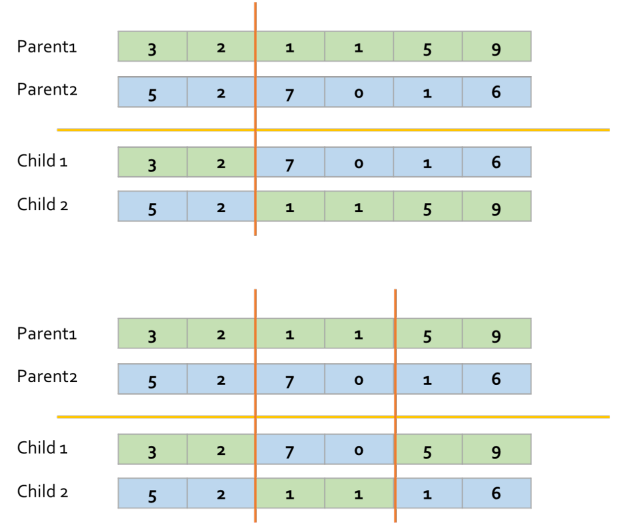 Parent1 3 2 1 1 5 9
Parent2 5 2 7 0 1 6
Child 1 3 2 7 0 1 6
Child 2 5 2 1 1 5 9
Parent1 3 2 1 1 5 9
Parent2 5 2 7 0 1 6
Child 1 3 2 7 0 5 9
Child 2 5 2 1 1 1 6